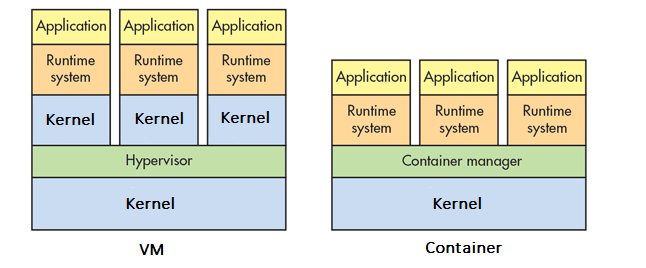 Application Application Application
Runtime system Runtime system Runtime system
Kernel Kernel Kernel
Hypervisor
Kernel
VM
Application Application Application
Runtime system Runtime system Runtime system
Container manager
Kernel
Container